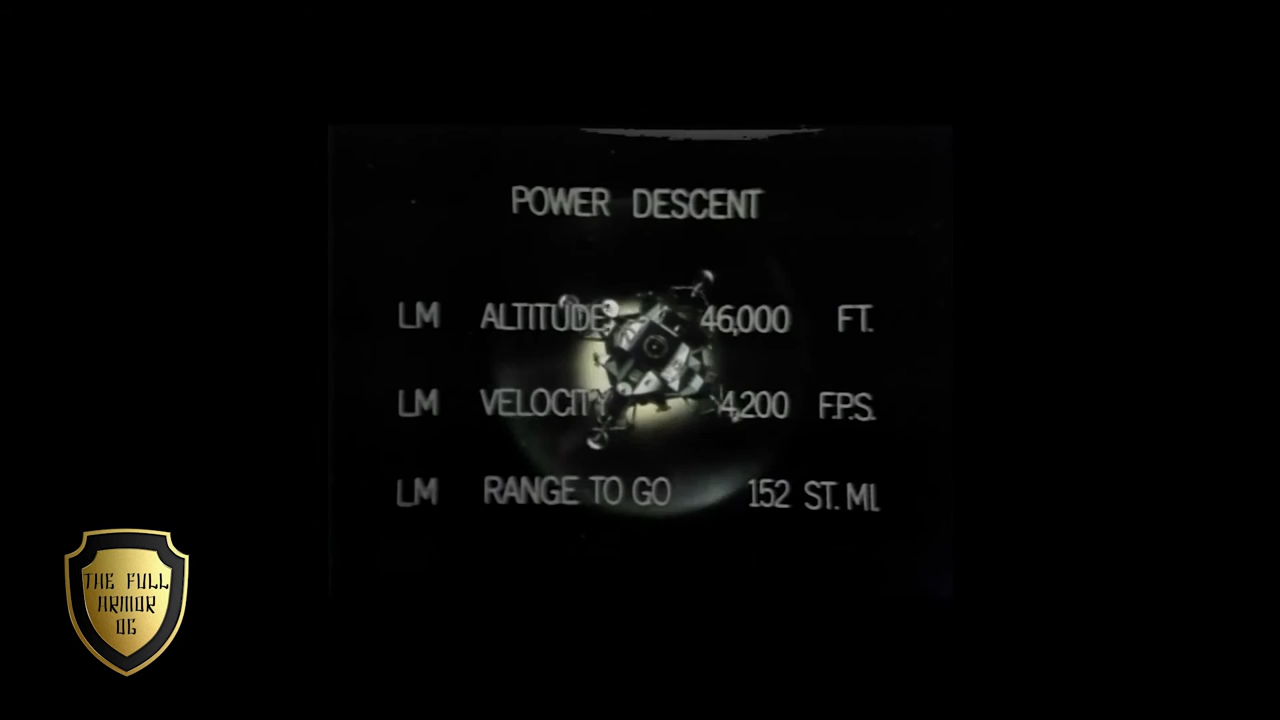 POWER DESCENT
LM ALTITUDE 46,000 FT.
LM VELOCITY 4,200 F.P.S.
LM RANGE TO GO 152 ST. MI.
THE FULL
ARMOR
OG